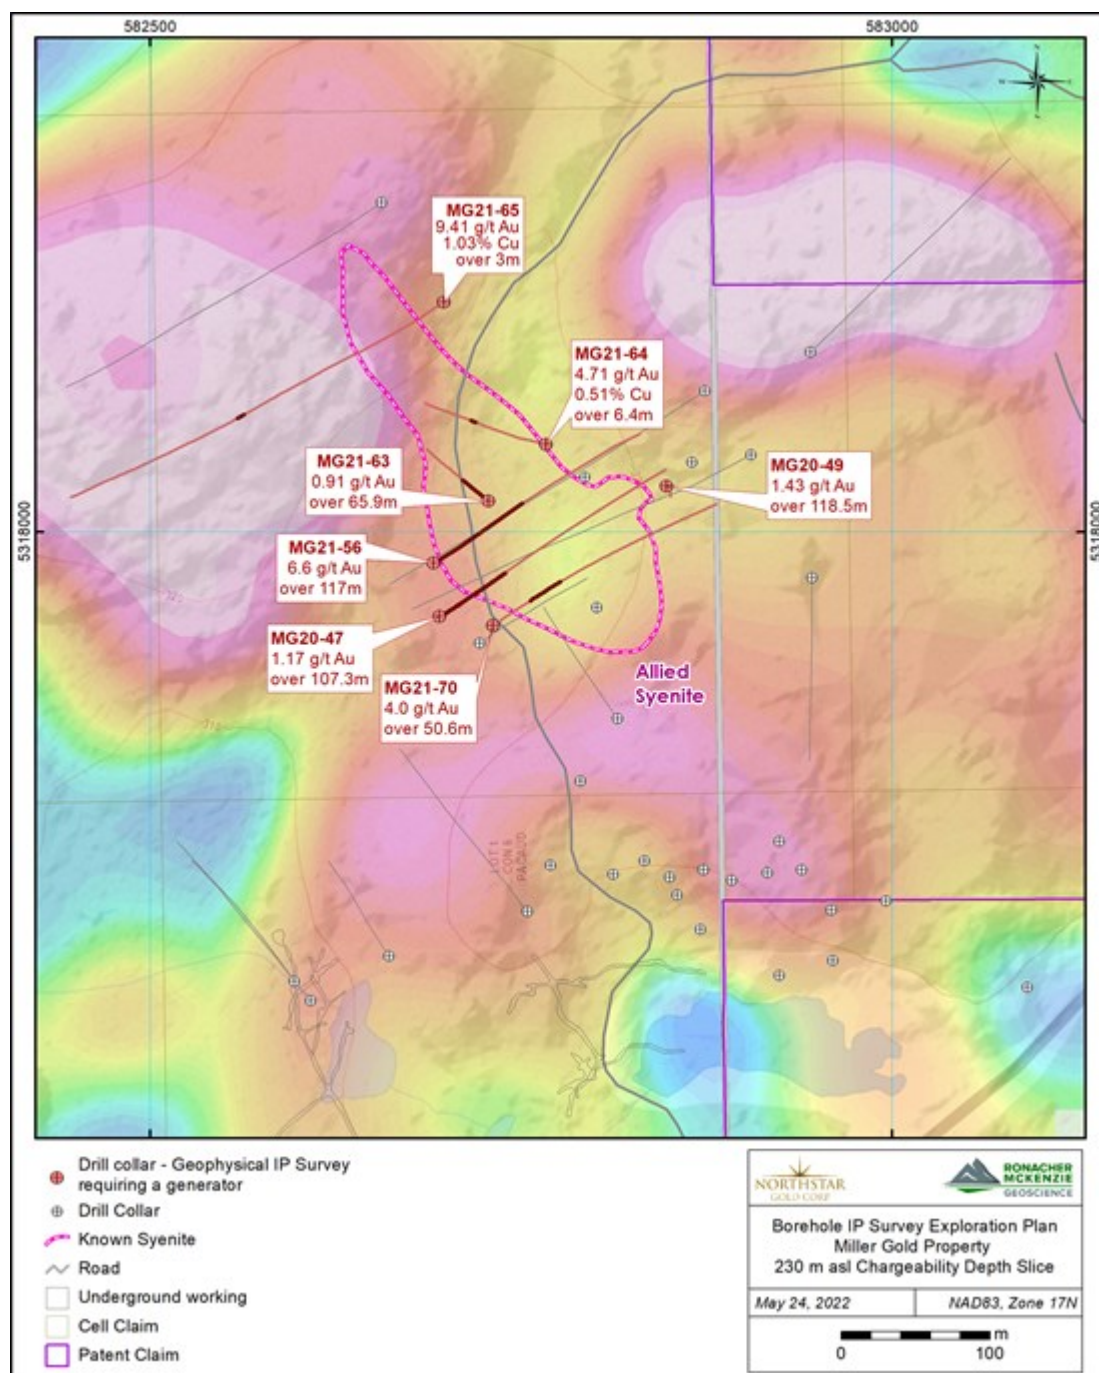 582500
583000
MG21-65
9.41 g/t Au
1.03% Cu
over 3m
MG21-64
4.71 g/t Au
0.51% Cu
over 6.4m
MG21-63
0.91 g/t Au
over 65.9m
MG20-49
1.43 g/t Au
over 118.5m
5318000
5318000
MG21-56
6.6 g/t Au
over 117m
MG20-47
1.17 g/t Au
over 107.3m
MG21-70
4.0 g/t Au
over 50.6m
Allied
Syenite
LOT 1
CON 6
PACAUD
Drill collar - Geophysical IP Survey
requiring a generator
Drill Collar
Known Syenite
Road
Underground working
Cell Claim
Patent Claim
NORTHSTAR
GOLD CORP
RONACHER
MCKENZIE
GEOSCIENCE
Borehole IP Survey Exploration Plan
Miller Gold Property
230 m asl Chargeability Depth Slice
May 24, 2022
NAD83, Zone 17N
m
0
100